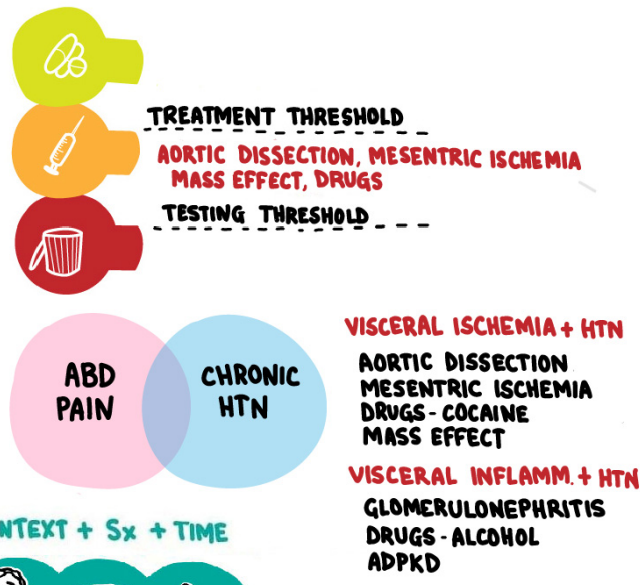 TREATMENT THRESHOLD
AORTIC DISSECTION, MESENTRIC ISCHEMIA
MASS EFFECT, DRUGS
TESTING THRESHOLD
ABD
PAIN
CHRONIC
HTN
VISCERAL ISCHEMIA + HTN
AORTIC DISSECTION
MESENTRIC ISCHEMIA
DRUGS - COCAINE
MASS EFFECT
VISCERAL INFLAMM. + HTN
GLOMERULONEPHRITIS
DRUGS - ALCOHOL
ADPKD
NTEXT + Sx + TIME